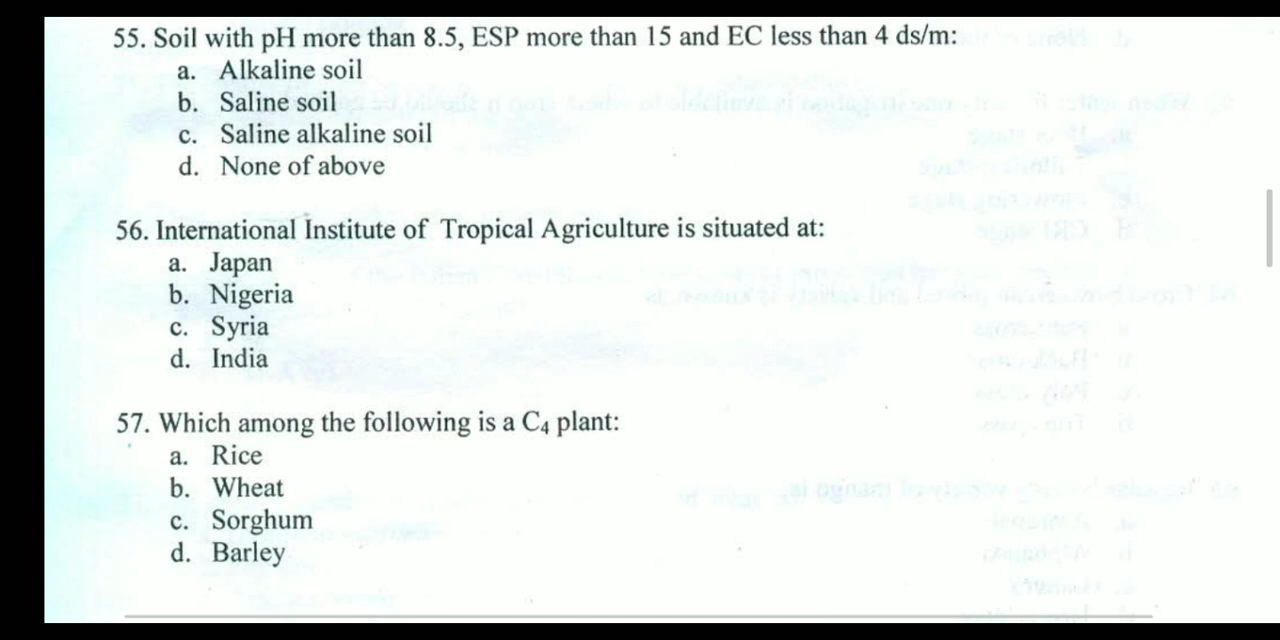 55. Soil with pH more than 8.5, ESP more than 15 and EC less than 4 ds/m:
a. Alkaline soil
b. Saline soil
c. Saline alkaline soil
d. None of above
56. International Institute of Tropical Agriculture is situated at:
a. Japan
b. Nigeria
c. Syria
d. India
57. Which among the following is a C₄ plant:
a. Rice
b. Wheat
c. Sorghum
d. Barley